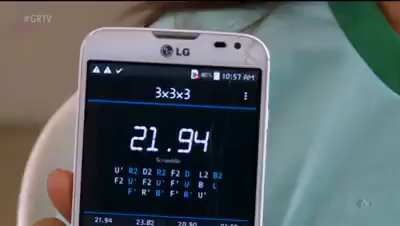 #GRTV
LG
80% 10:57 AM
3x3x3
21.94
Scramble
U' R2 D2 R2 F2 D L2 B2
F2 U' F2 U' F' U B L
F' R' B' F' R' U'
21.94 23.82 20.90